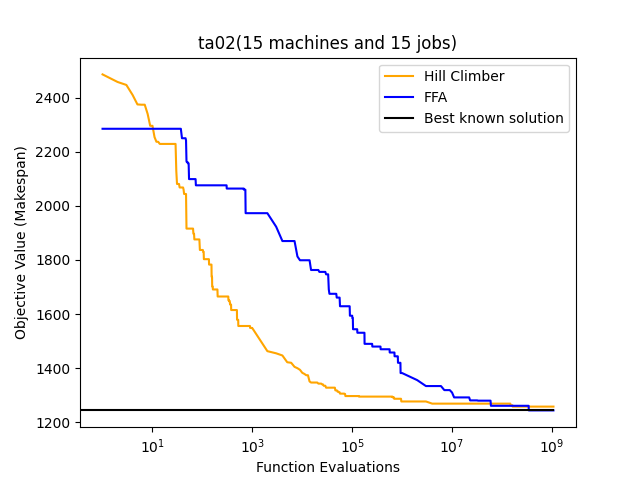 ta02(15 machines and 15 jobs)
Hill Climber
FFA
Best known solution
Objective Value (Makespan)
2400
2200
2000
1800
1600
1400
1200
10^1 10^3 10^5 10^7 10^9
Function Evaluations